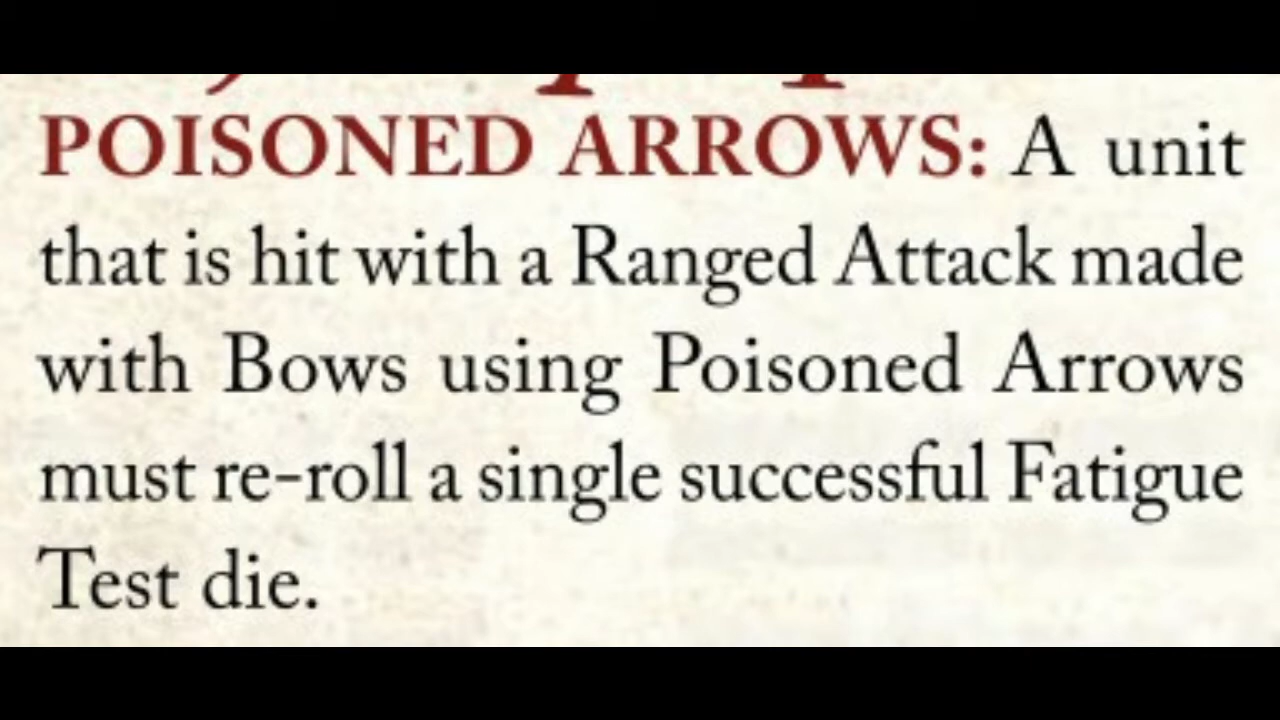 POISONED ARROWS: A unit
that is hit with a Ranged Attack made
with Bows using Poisoned Arrows
must re-roll a single successful Fatigue
Test die.